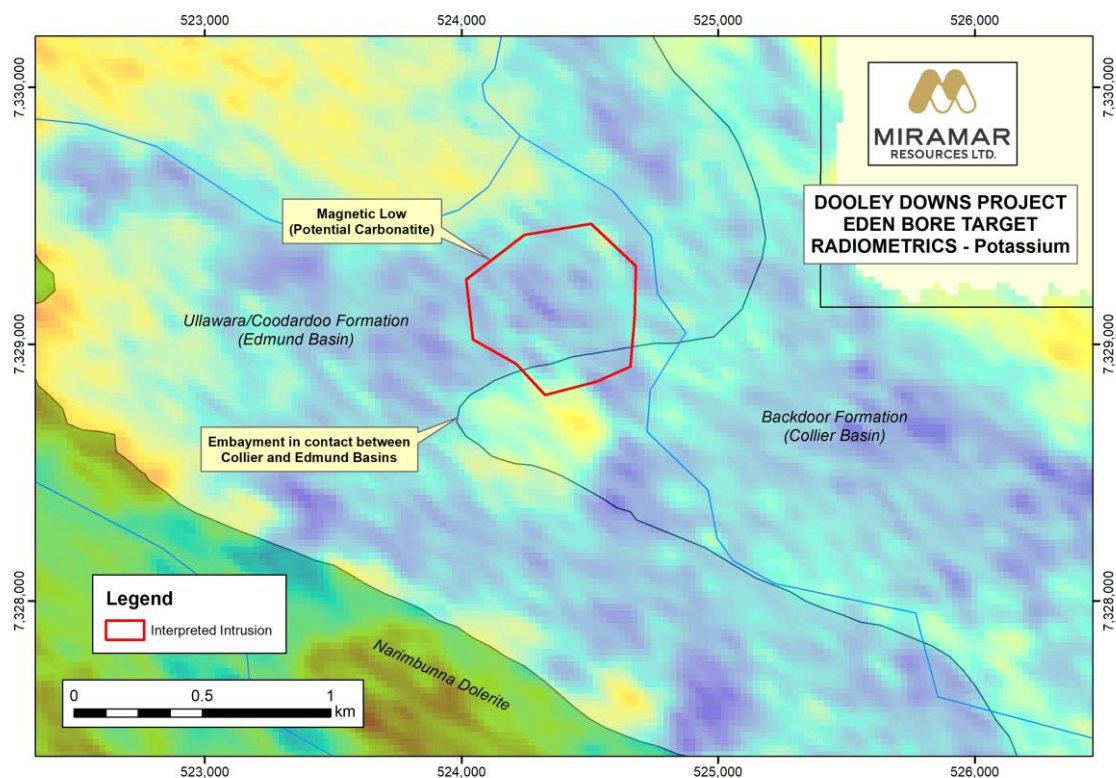 523,000
524,000
525,000
526,000
7,330,000
7,330,000
MIRAMAR
RESOURCES LTD.
DOOLEY DOWNS PROJECT
EDEN BORE TARGET
RADIOMETRICS - Potassium
Magnetic Low
(Potential Carbonatite)
Ullawara/Coodardoo Formation
(Edmund Basin)
7,329,000
7,329,000
Backdoor Formation
(Collier Basin)
Embayment in contact between
Collier and Edmund Basins
7,328,000
7,328,000
Legend
Interpreted Intrusion
Narimbunna Dolerite
0
0.5
1
km
523,000
524,000
525,000
526,000